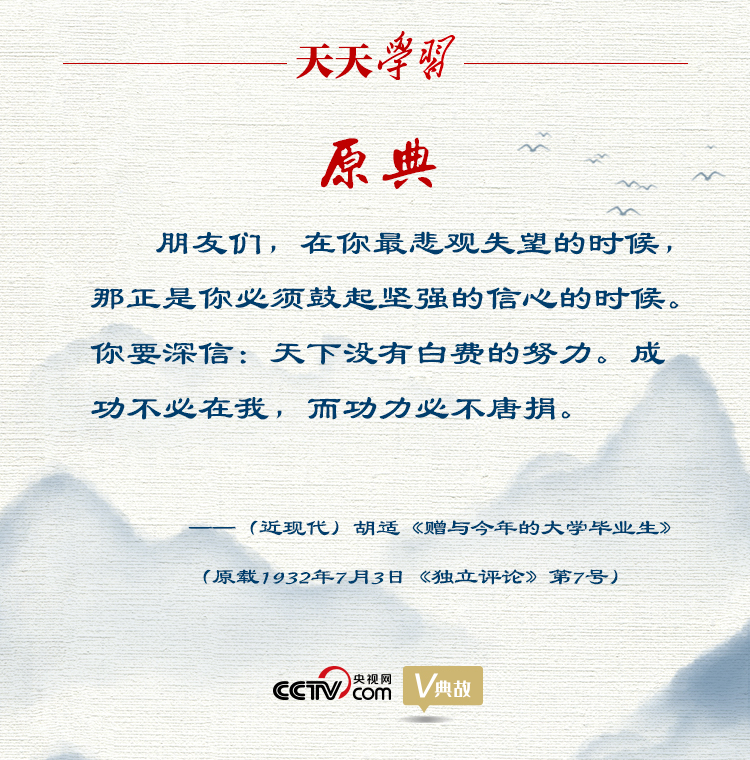 天天學習
原典
朋友们，在你最悲观失望的时候，
那正是你必须鼓起坚强的信心的时候。
你要深信：天下没有白费的努力。成
功不必在我，而功力必不唐捐。
——（近现代）胡适《赠与今年的大学毕业生》
（原载1932年7月3日《独立评论》第7号）
CCTV.com 央视网 V典故